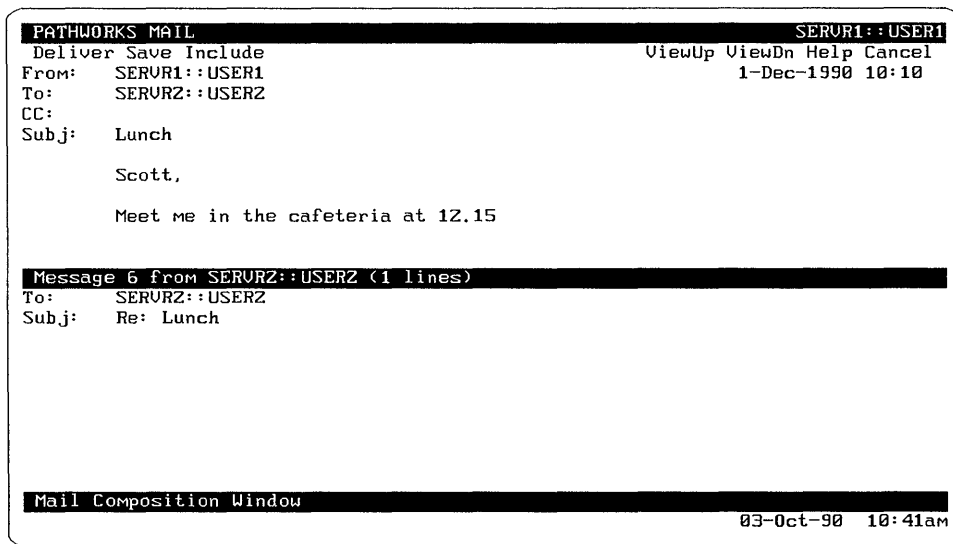 PATHWORKS MAIL SERVR1::USER1
Deliver Save Include ViewUp ViewDn Help Cancel
From: SERVR1::USER1 1-Dec-1990 10:10
To: SERVR2::USER2
CC:
Subj: Lunch
Scott,
Meet me in the cafeteria at 12.15
Message 6 from SERVR2::USER2 (1 lines)
To: SERVR2::USER2
Subj: Re: Lunch
Mail Composition Window
03-Oct-90 10:41am